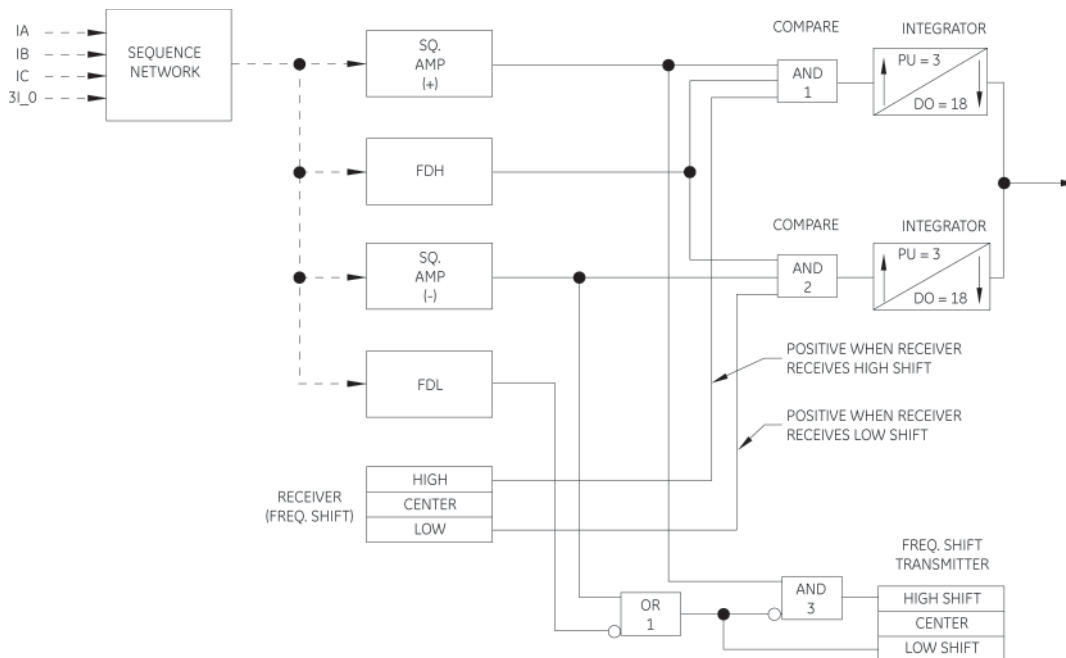 IA
IB
IC
3I_0
SEQUENCE
NETWORK
SQ.
AMP
(+)
FDH
SQ.
AMP
(-)
FDL
COMPARE
AND
1
INTEGRATOR
PU = 3
DO = 18
COMPARE
AND
2
INTEGRATOR
PU = 3
DO = 18
POSITIVE WHEN RECEIVER
RECEIVES HIGH SHIFT
POSITIVE WHEN RECEIVER
RECEIVES LOW SHIFT
RECEIVER
(FREQ. SHIFT)
HIGH
CENTER
LOW
OR
1
AND
3
FREQ. SHIFT
TRANSMITTER
HIGH SHIFT
CENTER
LOW SHIFT